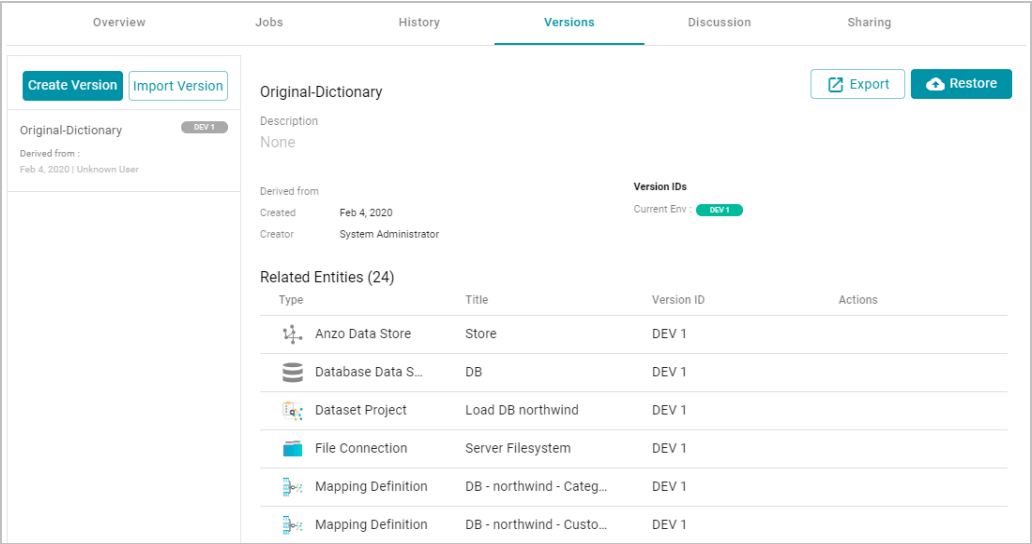 Overview Jobs History Versions Discussion Sharing
Create Version Import Version
Original-Dictionary DEV 1
Derived from :
Feb 4, 2020 | Unknown User
Original-Dictionary
Export Restore
Description
None
Derived from
Created Feb 4, 2020
Creator System Administrator
Version IDs
Current Env : DEV 1
Related Entities (24)
Type Title Version ID Actions
Anzo Data Store Store DEV 1
Database Data S... DB DEV 1
Dataset Project Load DB northwind DEV 1
File Connection Server Filesystem DEV 1
Mapping Definition DB - northwind - Categ... DEV 1
Mapping Definition DB - northwind - Custo... DEV 1